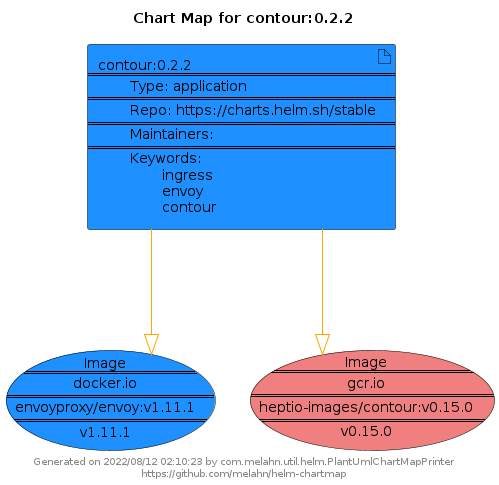 Chart Map for contour:0.2.2
contour:0.2.2
Type: application
Repo: https://charts.helm.sh/stable
Maintainers:
Keywords:
ingress
envoy
contour
Image
docker.io
envoyproxy/envoy:v1.11.1
v1.11.1
Image
gcr.io
heptio-images/contour:v0.15.0
v0.15.0
Generated on 2022/08/12 02:10:23 by com.melahn.util.helm.PlantUmlChartMapPrinter
https://github.com/melahn/helm-chartmap